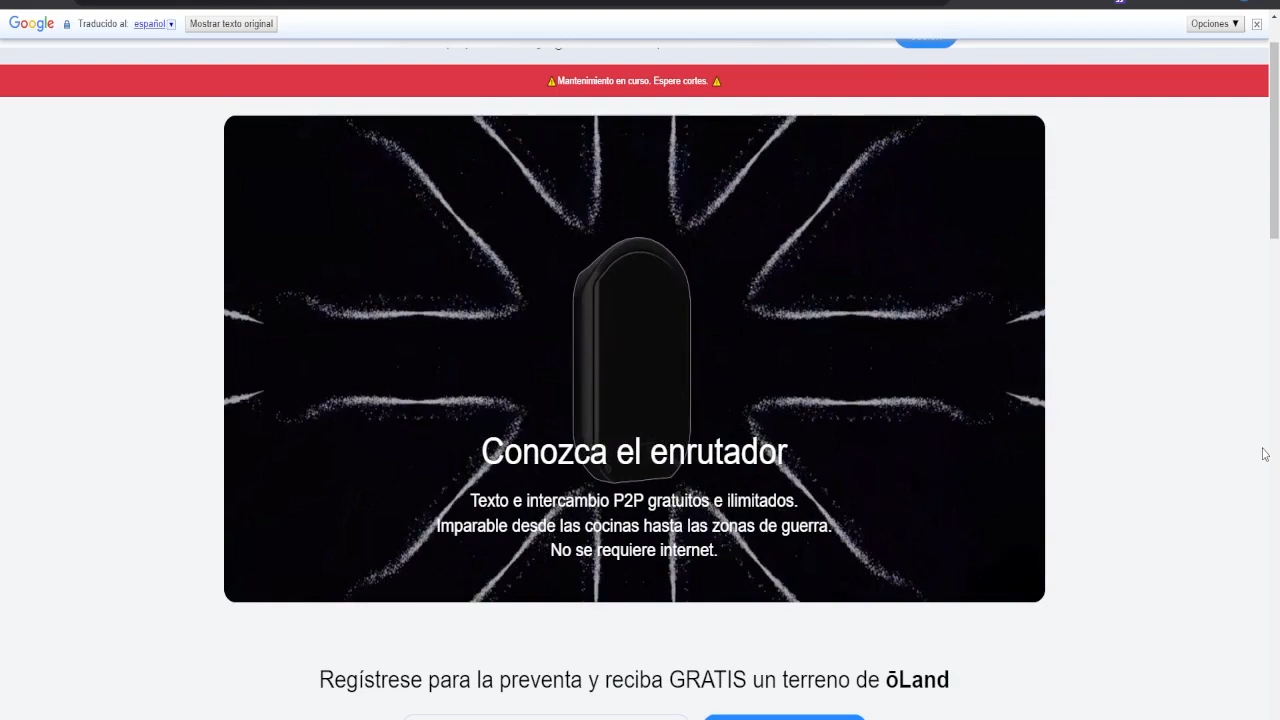 Google Traducido al: español Mostrar texto original Opciones
Mantenimiento en curso. Espere cortes.
Conozca el enrutador
Texto e intercambio P2P gratuitos e ilimitados.
Imparable desde las cocinas hasta las zonas de guerra.
No se requiere internet.
Regístrese para la preventa y reciba GRATIS un terreno de ōLand